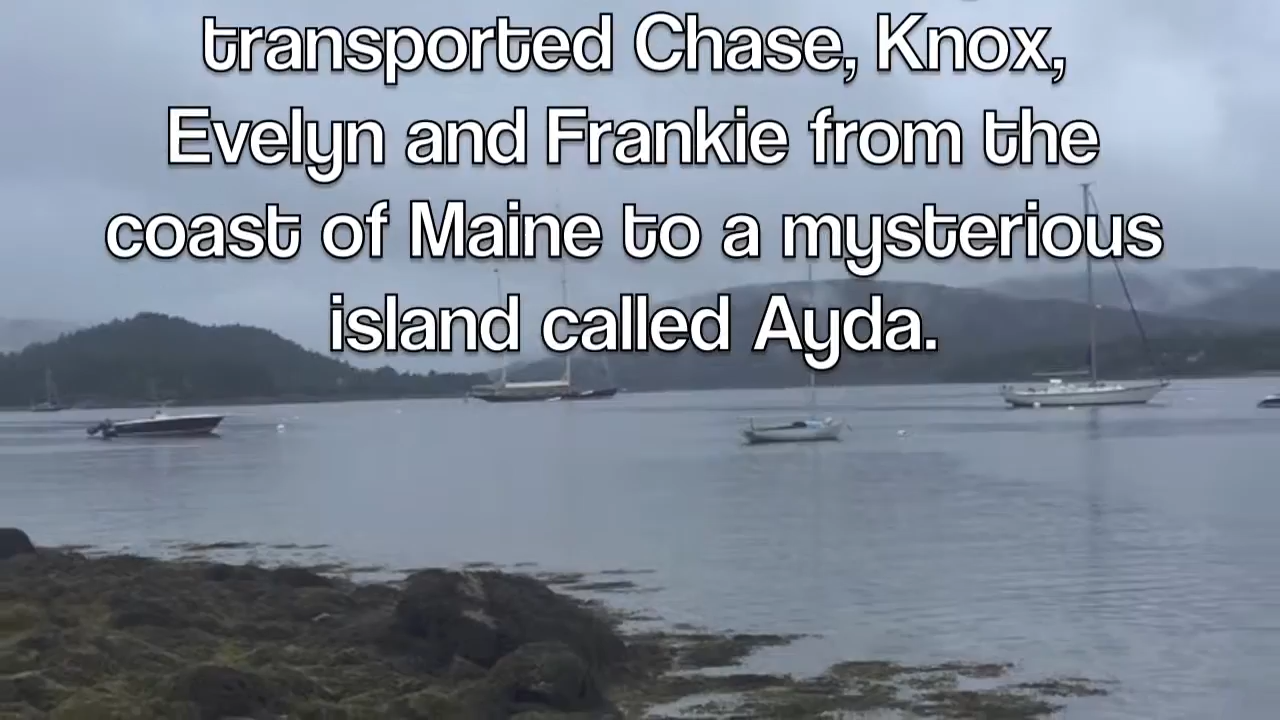 transported Chase, Knox,
Evelyn and Frankie from the
coast of Maine to a mysterious
island called Ayda.